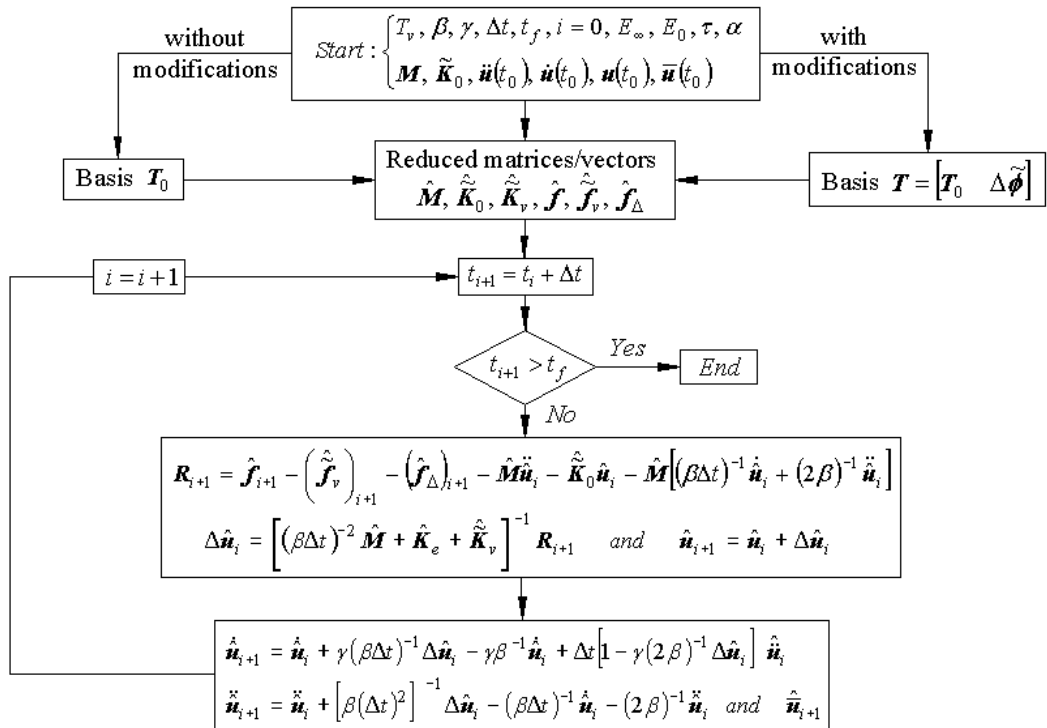 without modifications
Start : { T_v, β, γ, Δt, t_f, i = 0, E_∞, E_0, τ, α
M, K̃_0, ü(t_0), u̇(t_0), u(t_0), ū(t_0)
with modifications
Basis T_0
Reduced matrices/vectors
M̂, K̃̂_0, K̃̂_v, f̂, f̃̂_v, f̂_Δ
Basis T = [T_0 Δϕ̃]
i = i + 1
t_{i+1} = t_i + Δt
t_{i+1} > t_f
Yes
End
No
R_{i+1} = f̂_{i+1} − (f̃̂_v)_{i+1} − (f̂_Δ)_{i+1} − M̂ü̂_i − K̃̂_0 û_i − M̂[(βΔt)^{-1} u̇̂_i + (2β)^{-1} ü̂_i]
Δû_i = [(βΔt)^{-2} M̂ + K̂_e + K̃̂_v]^{-1} R_{i+1} and û_{i+1} = û_i + Δû_i
u̇̂_{i+1} = u̇̂_i + γ(βΔt)^{-1} Δû_i − γβ^{-1} u̇̂_i + Δt[1 − γ(2β)^{-1} Δû_i] ü̂_i
ü̂_{i+1} = ü̂_i + [β(Δt)^2]^{-1} Δû_i − (βΔt)^{-1} u̇̂_i − (2β)^{-1} ü̂_i and ū̂_{i+1}